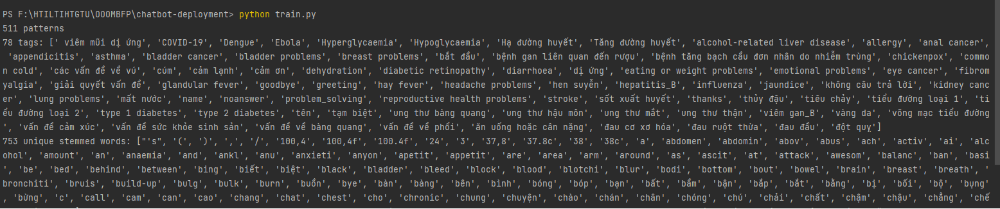 PS F:\HTILTIHTGTU\OOOMBFP\chatbot-deployment> python train.py
511 patterns
78 tags: [' viêm mũi dị ứng', 'COVID-19', 'Dengue', 'Ebola', 'Hyperglycaemia', 'Hypoglycaemia', 'Hạ đường huyết', 'Tăng đường huyết', 'alcohol-related liver disease', 'allergy', 'anal cancer',
 'appendicitis', 'asthma', 'bladder cancer', 'bladder problems', 'breast problems', 'bắt đầu', 'bệnh gan liên quan đến rượu', 'bệnh tăng bạch cầu đơn nhân do nhiễm trùng', 'chickenpox', 'commo
n cold', 'các vấn đề về vú', 'cúm', 'cảm lạnh', 'cảm ơn', 'dehydration', 'diabetic retinopathy', 'diarrhoea', 'dị ứng', 'eating or weight problems', 'emotional problems', 'eye cancer', 'fibrom
yalgia', 'giải quyết vấn đề', 'glandular fever', 'goodbye', 'greeting', 'hay fever', 'headache problems', 'hen suyễn', 'hepatitis_B', 'influenza', 'jaundice', 'không câu trả lời', 'kidney canc
er', 'lung problems', 'mất nước', 'name', 'noanswer', 'problem_solving', 'reproductive health problems', 'stroke', 'sốt xuất huyết', 'thanks', 'thủy đậu', 'tiêu chảy', 'tiểu đường loại 1', 'ti
ểu đường loại 2', 'type 1 diabetes', 'type 2 diabetes', 'tên', 'tạm biệt', 'ung thư bàng quang', 'ung thư hậu môn', 'ung thư mắt', 'ung thư thận', 'viêm gan_B', 'vàng da', 'võng mạc tiểu đường
', 'vấn đề cảm xúc', 'vấn đề sức khỏe sinh sản', 'vấn đề về bàng quang', 'vấn đề về phổi', 'ăn uống hoặc cân nặng', 'đau cơ xơ hóa', 'đau ruột thừa', 'đau đầu', 'đột quỵ']
753 unique stemmed words: ["'s", '(', ')', ',', '/', '100,4', '100,4f', '100.4f', '24', '3', '37,8', '37.8c', '38', '38c', 'a', 'abdomen', 'abdomin', 'abov', 'abus', 'ach', 'activ', 'ai', 'alc
ohol', 'amount', 'an', 'anaemia', 'and', 'ankl', 'anu', 'anxieti', 'anyon', 'apetit', 'appetit', 'are', 'area', 'arm', 'around', 'as', 'ascit', 'at', 'attack', 'awesom', 'balanc', 'ban', 'basi
', 'be', 'bed', 'behind', 'between', 'bing', 'biết', 'biệt', 'black', 'bladder', 'bleed', 'block', 'blood', 'blotchi', 'blur', 'bodi', 'bottom', 'bout', 'bowel', 'brain', 'breast', 'breath', '
bronchiti', 'bruis', 'build-up', 'bulg', 'bulk', 'burn', 'buồn', 'bye', 'bàn', 'bàng', 'bên', 'bình', 'bóng', 'bóp', 'bạn', 'bất', 'bầm', 'bận', 'bắp', 'bắt', 'bằng', 'bị', 'bối', 'bộ', 'bụng'
, 'bừng', 'c', 'call', 'cam', 'can', 'cao', 'chang', 'chat', 'chest', 'cho', 'chronic', 'chung', 'chuyện', 'chào', 'chán', 'chân', 'chóng', 'chú', 'chải', 'chất', 'chậm', 'chậu', 'chẳng', 'chế